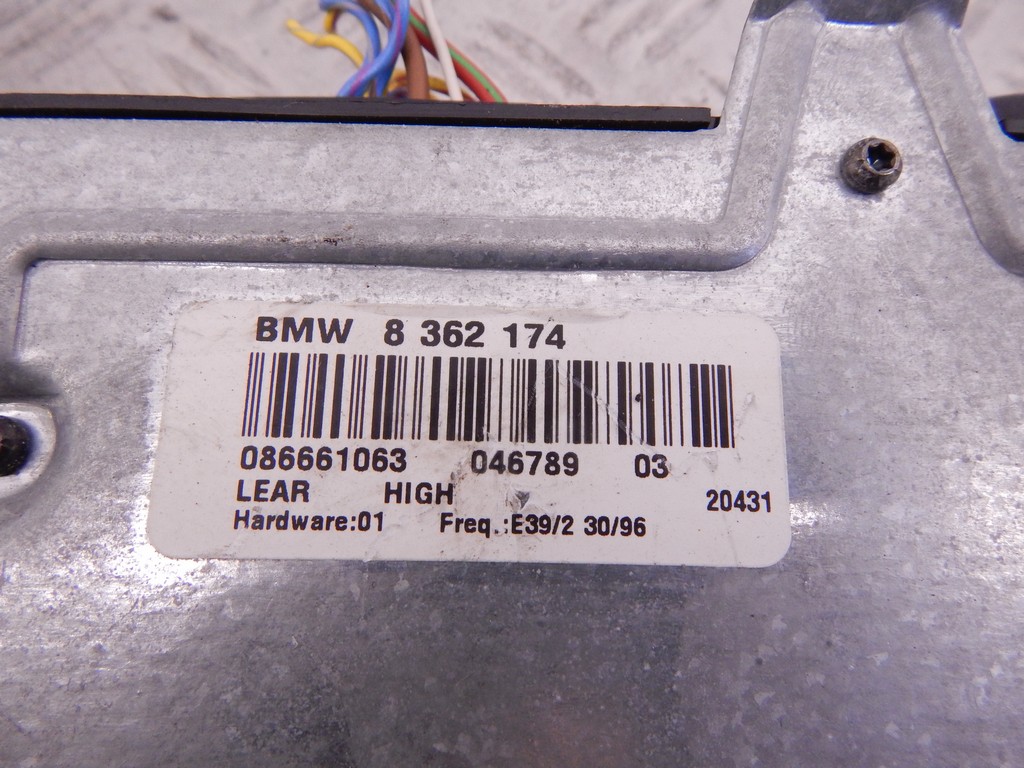 BMW 8 362 174
086661063 046789 03
LEAR HIGH 20431
Hardware:01 Freq.:E39/2 30/96